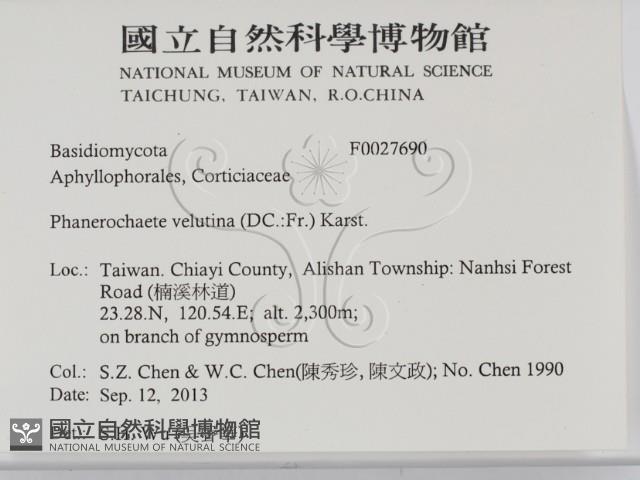 國立自然科學博物館
NATIONAL MUSEUM OF NATURAL SCIENCE
TAICHUNG, TAIWAN, R.O.CHINA
Basidiomycota F0027690
Aphyllophorales, Corticiaceae
Phanerochaete velutina (DC.:Fr.) Karst.
Loc.: Taiwan. Chiayi County, Alishan Township: Nanhsi Forest
Road (楠溪林道)
23.28.N, 120.54.E; alt. 2,300m;
on branch of gymnosperm
Col.: S.Z. Chen & W.C. Chen(陳秀珍, 陳文政); No. Chen 1990
Date: Sep. 12, 2013
國立自然科學博物館
NATIONAL MUSEUM OF NATURAL SCIENCE